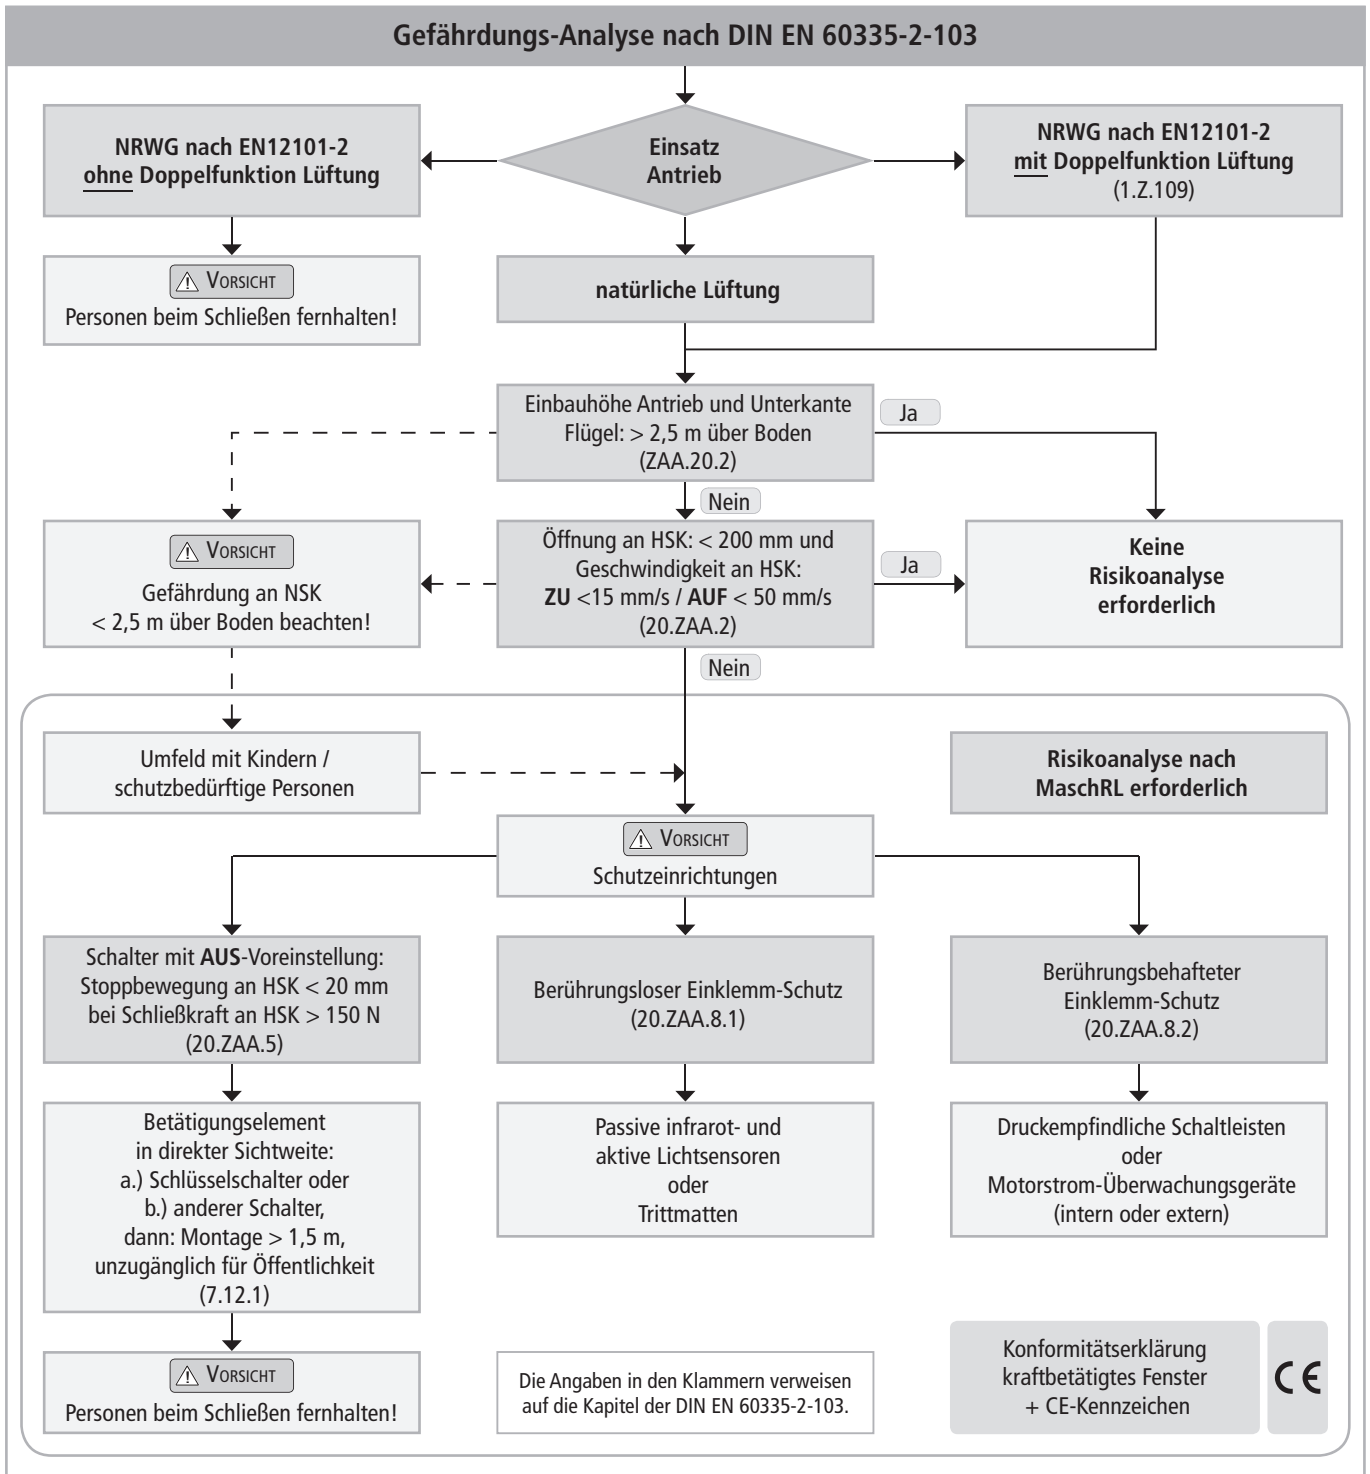 Gefährdungs-Analyse nach DIN EN 60335-2-103
NRWG nach EN12101-2
ohne Doppelfunktion Lüftung
Einsatz
Antrieb
NRWG nach EN12101-2
mit Doppelfunktion Lüftung
(1.Z.109)
VORSICHT
Personen beim Schließen fernhalten!
natürliche Lüftung
Einbauhöhe Antrieb und Unterkante
Flügel: > 2,5 m über Boden
(ZAA.20.2)
Ja
Nein
VORSICHT
Gefährdung an NSK
< 2,5 m über Boden beachten!
Öffnung an HSK: < 200 mm und
Geschwindigkeit an HSK:
ZU <15 mm/s / AUF < 50 mm/s
(20.ZAA.2)
Ja
Keine
Risikoanalyse
erforderlich
Nein
Umfeld mit Kindern /
schutzbedürftige Personen
Risikoanalyse nach
MaschRL erforderlich
VORSICHT
Schutzeinrichtungen
Schalter mit AUS-Voreinstellung:
Stoppbewegung an HSK < 20 mm
bei Schließkraft an HSK > 150 N
(20.ZAA.5)
Berührungsloser Einklemm-Schutz
(20.ZAA.8.1)
Berührungsbehafteter
Einklemm-Schutz
(20.ZAA.8.2)
Betätigungselement
in direkter Sichtweite:
a.) Schlüsselschalter oder
b.) anderer Schalter,
dann: Montage > 1,5 m,
unzugänglich für Öffentlichkeit
(7.12.1)
Passive infrarot- und
aktive Lichtsensoren
oder
Trittmatten
Druckempfindliche Schaltleisten
oder
Motorstrom-Überwachungsgeräte
(intern oder extern)
VORSICHT
Personen beim Schließen fernhalten!
Die Angaben in den Klammern verweisen
auf die Kapitel der DIN EN 60335-2-103.
Konformitätserklärung
kraftbetätigtes Fenster
+ CE-Kennzeichen
CE